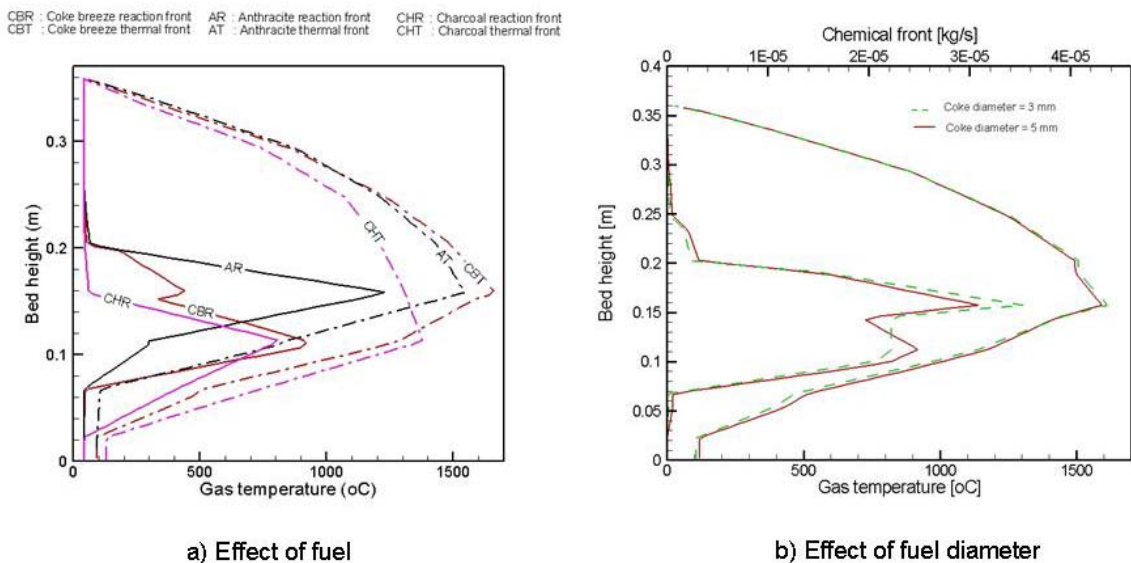 CBR : Coke breeze reaction front AR : Anthracite reaction front CHR : Charcoal reaction front
CBT : Coke breeze thermal front AT : Anthracite thermal front CHT : Charcoal thermal front
Bed height (m)
0.3
0.2
0.1
0
500
1000
1500
Gas temperature (oC)
CHT
AT
CBT
AR
CHR
CBR
a) Effect of fuel
Chemical front [kg/s]
0
1E-05
2E-05
3E-05
4E-05
Bed height [m]
0.4
0.35
0.3
0.25
0.2
0.15
0.1
0.05
0
0
500
1000
1500
Gas temperature [oC]
Coke diameter = 3 mm
Coke diameter = 5 mm
b) Effect of fuel diameter